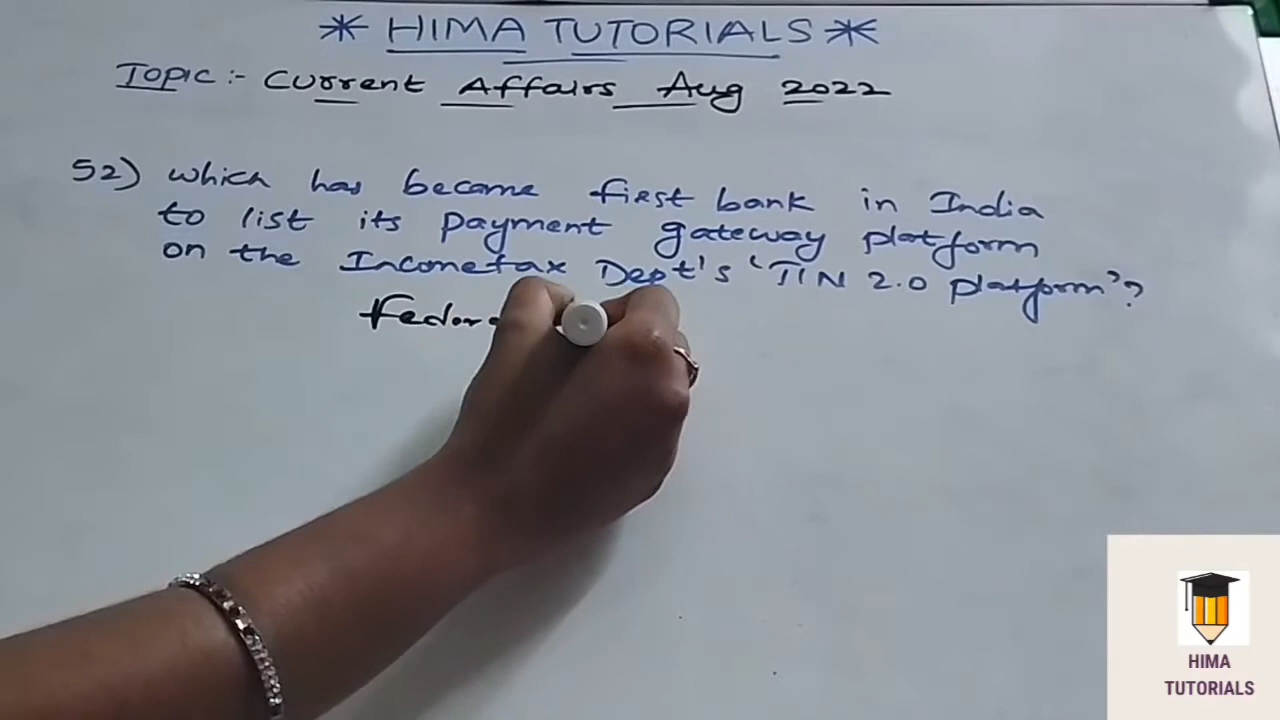 * HIMA TUTORIALS *
TOPIC:- Current Affairs Aug 2022
52) which has become first bank in India
to list its payment gateway platform
on the Incometax Dept's 'TIN 2.0 platform'?
HIMA
TUTORIALS